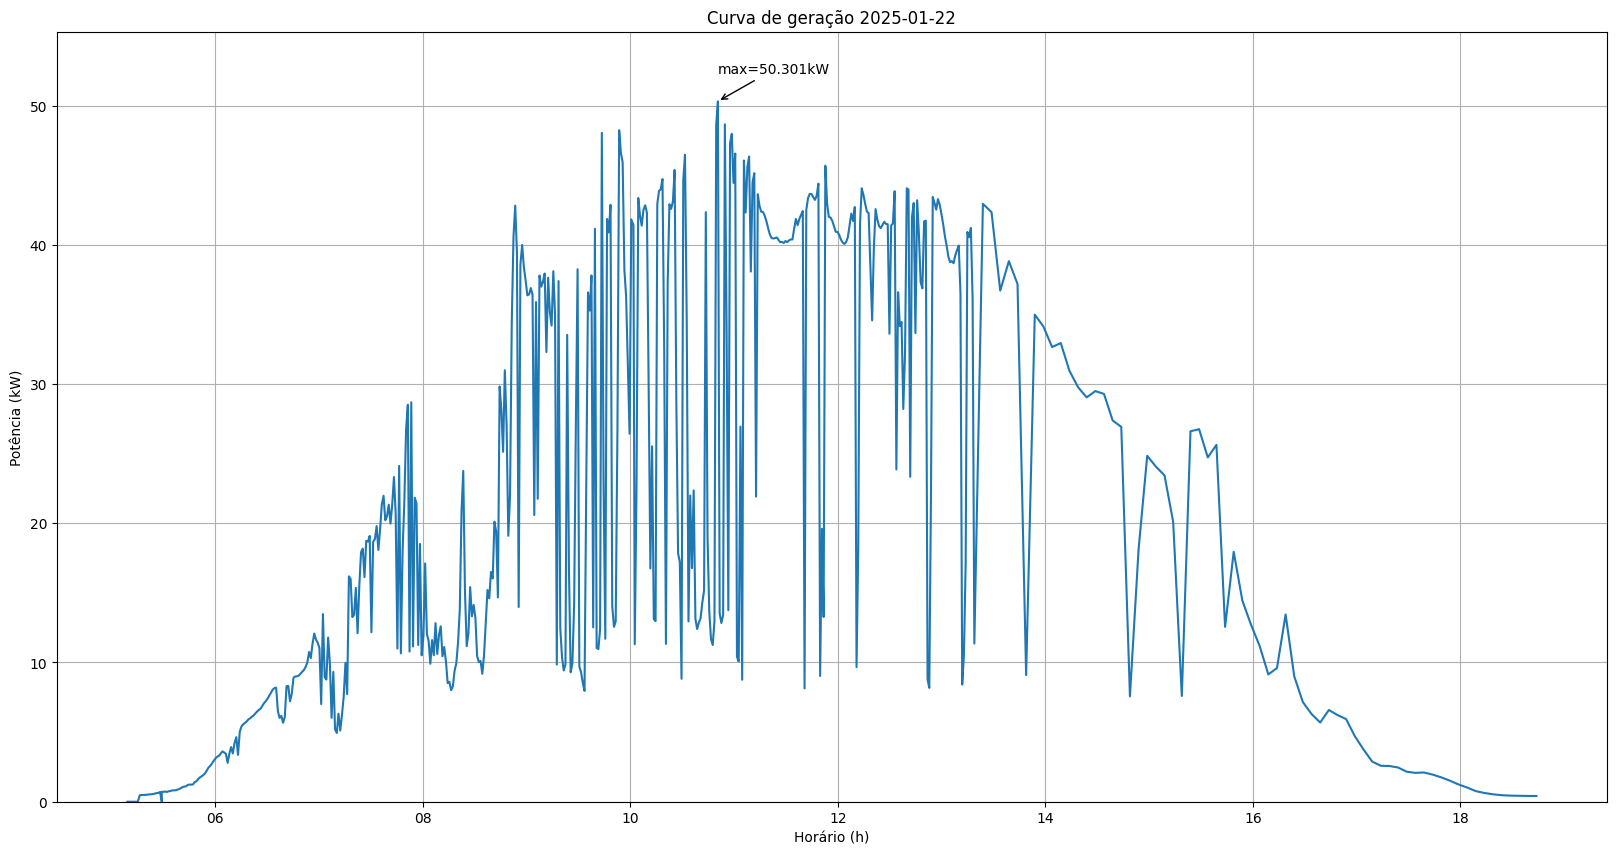 Curva de geração 2025-01-22
max=50.301kW
50
40
30
20
10
0
Potência (kW)
06 08 10 12 14 16 18
Horário (h)